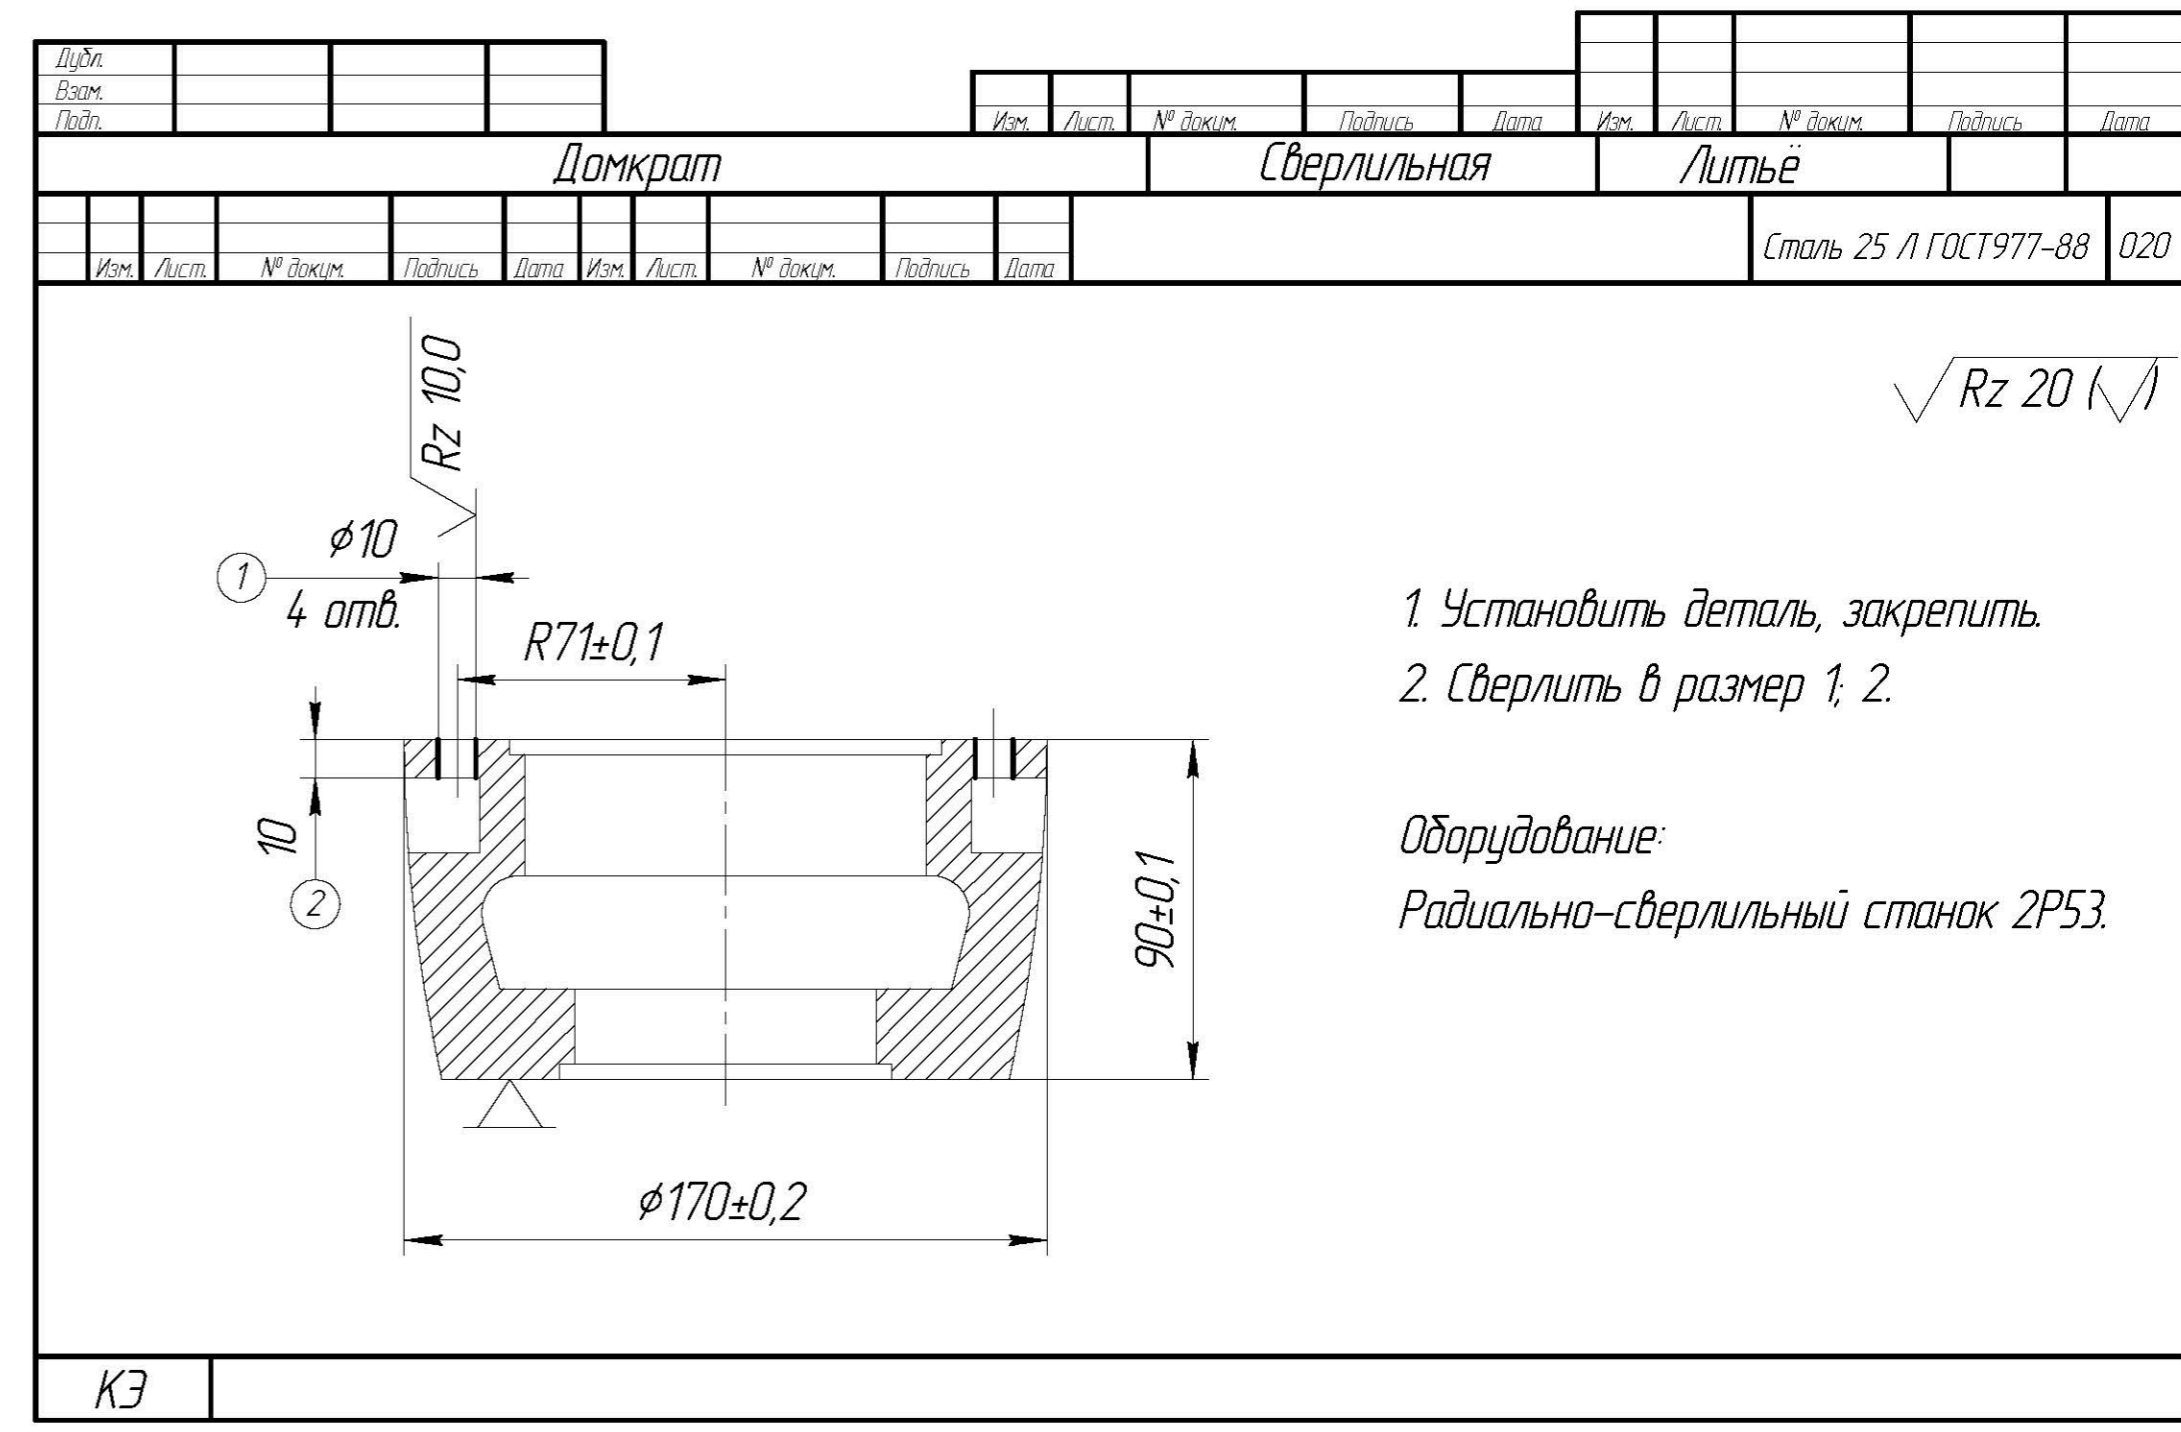 Дубл.
Взам.
Подп.
Изм. Лист. № докум. Подпись Дата Изм. Лист. № докум. Подпись Дата
Домкрат Сверлильная Литьё
Изм. Лист. № докум. Подпись Дата Изм. Лист. № докум. Подпись Дата
Сталь 25 Л ГОСТ977-88 020
Rz 10,0
Rz 20 (√)
⌀10
1
4 отв.
R71±0,1
10
2
90±0,1
⌀170±0,2
1. Установить деталь, закрепить.
2. Сверлить в размер 1; 2.
Оборудование:
Радиально-сверлильный станок 2Р53.
КЭ